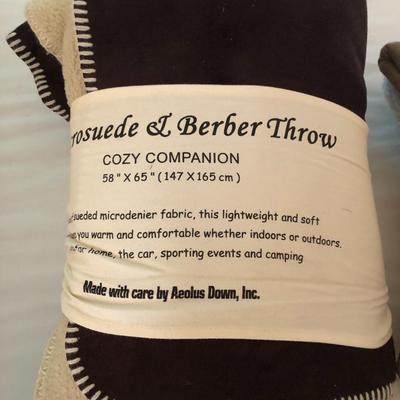 rosuede & Berber Throw
COZY COMPANION
58" X 65" (147 X 165 cm)
sueded microdenier fabric, this lightweight and soft
you warm and comfortable whether indoors or outdoors.
for home, the car, sporting events and camping
Made with care by Aeolus Down, Inc.